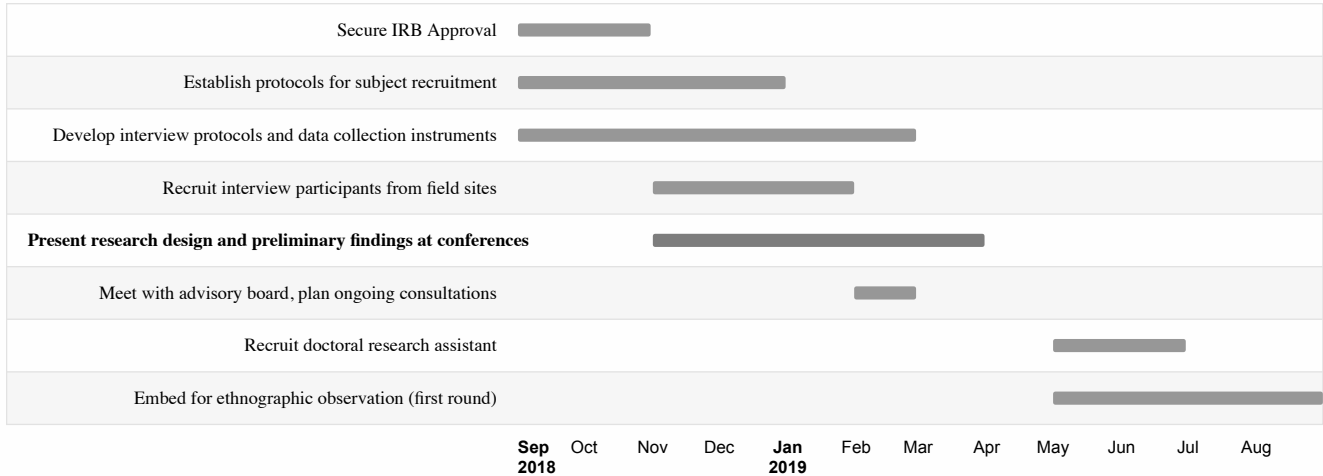 Secure IRB Approval
Establish protocols for subject recruitment
Develop interview protocols and data collection instruments
Recruit interview participants from field sites
Present research design and preliminary findings at conferences
Meet with advisory board, plan ongoing consultations
Recruit doctoral research assistant
Embed for ethnographic observation (first round)
Sep Oct Nov Dec Jan Feb Mar Apr May Jun Jul Aug
2018 2019